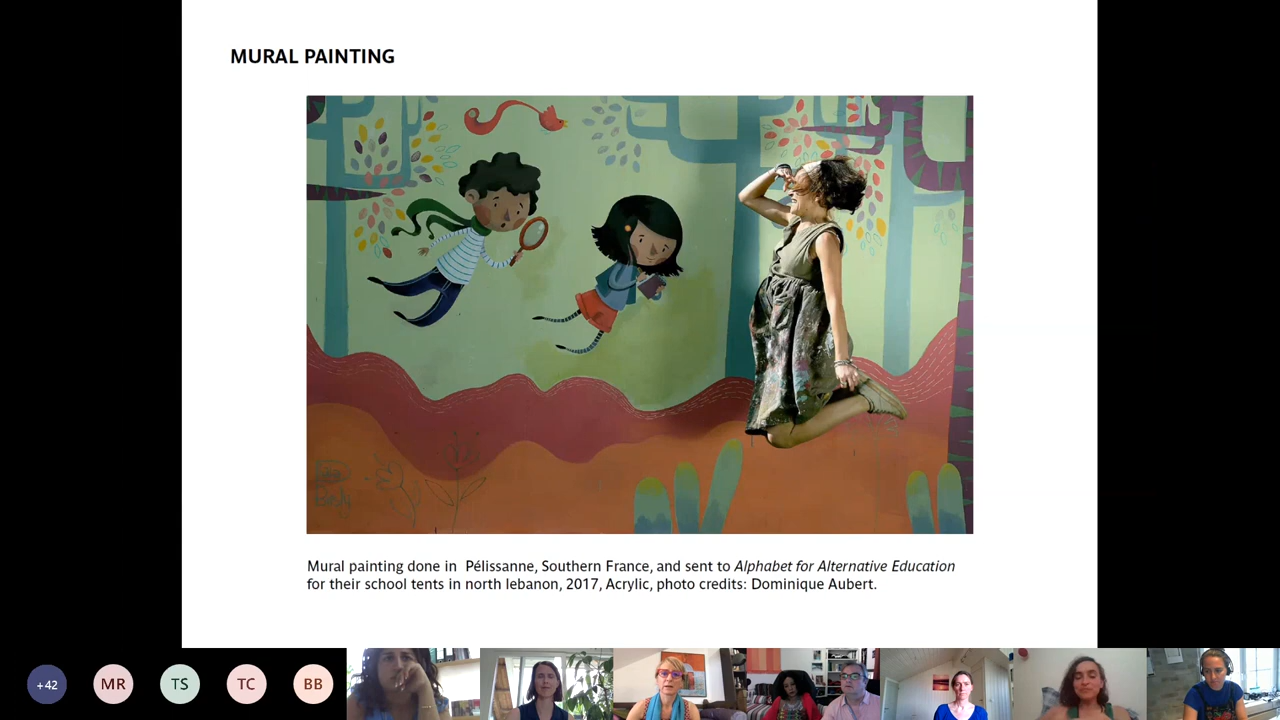 MURAL PAINTING
Mural painting done in Pélissanne, Southern France, and sent to Alphabet for Alternative Education
for their school tents in north lebanon, 2017, Acrylic, photo credits: Dominique Aubert.
+42
MR
TS
TC
BB